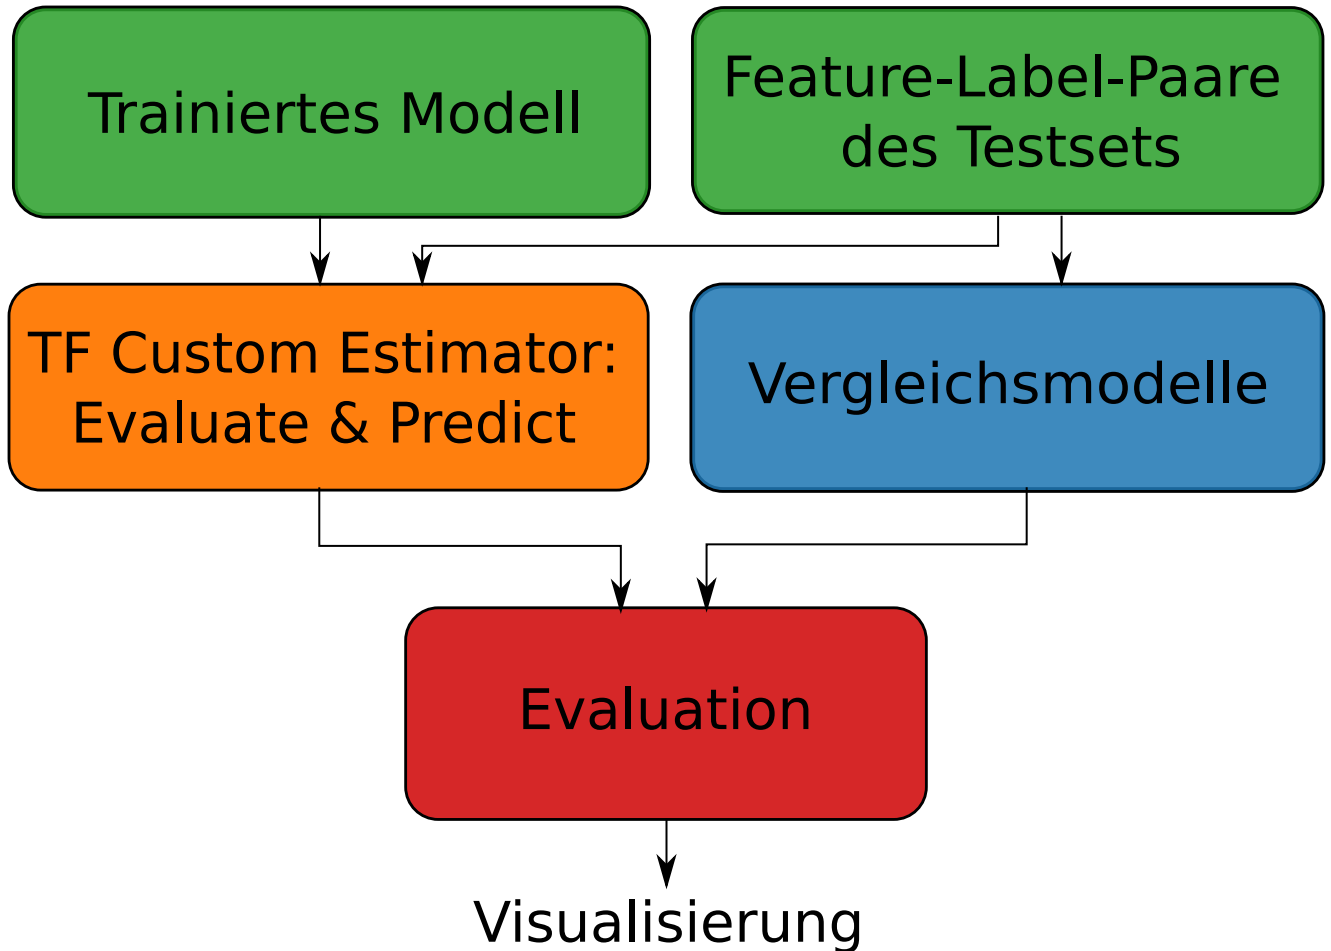 Trainiertes Modell
Feature-Label-Paare
des Testsets
TF Custom Estimator:
Evaluate & Predict
Vergleichsmodelle
Evaluation
Visualisierung